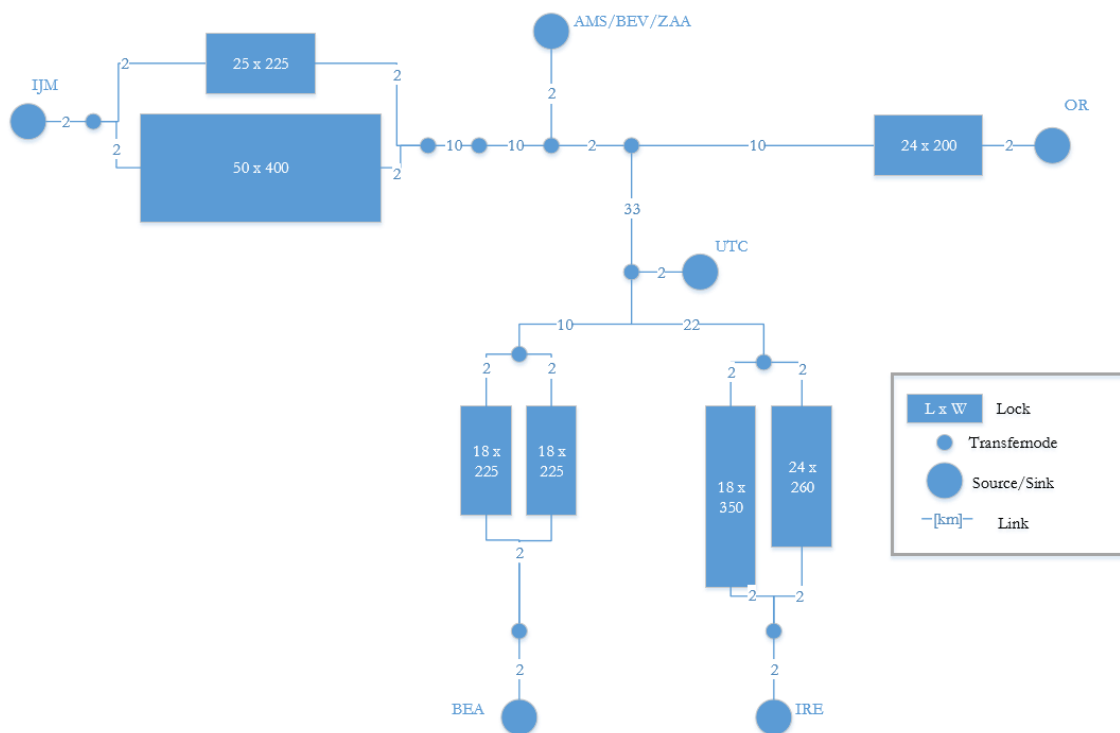 AMS/BEV/ZAA
25 x 225
2
2
IJM
2
2
50 x 400
2
2
10
10
2
10
24 x 200
2
OR
33
UTC
2
10
22
2
2
2
2
18 x
225
18 x
225
18 x
350
24 x
260
2
2
2
2
2
BEA
IRE
L x W
Lock
Transfernode
Source/Sink
[km]
Link